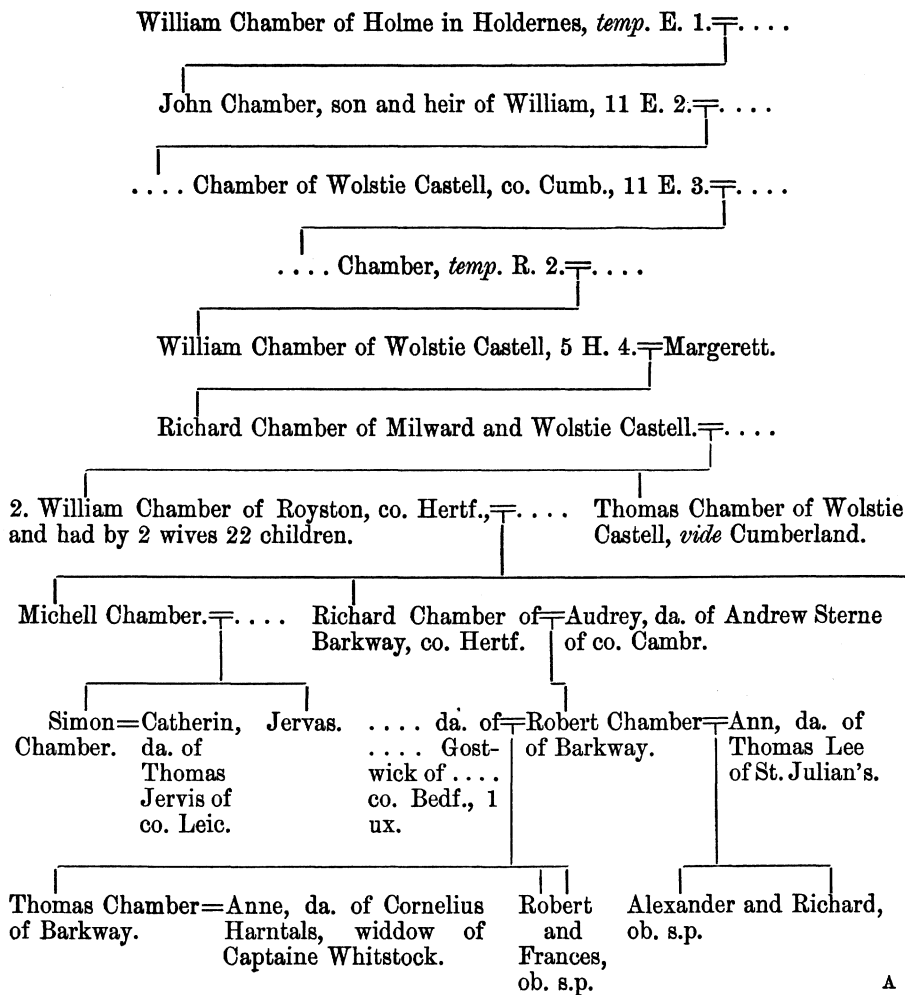 William Chamber of Holme in Holdernes, temp. E. 1.=. . . .
John Chamber, son and heir of William, 11 E. 2.=. . . .
. . . . Chamber of Wolstie Castell, co. Cumb., 11 E. 3.=. . . .
. . . . Chamber, temp. R. 2.=. . . .
William Chamber of Wolstie Castell, 5 H. 4.=Margerett.
Richard Chamber of Milward and Wolstie Castell.=. . . .
2. William Chamber of Royston, co. Hertf.,=. . . .
and had by 2 wives 22 children.
Thomas Chamber of Wolstie
Castell, vide Cumberland.
Michell Chamber.=. . . .
Richard Chamber of=Audrey, da. of Andrew Sterne
Barkway, co. Hertf.
of co. Cambr.
Simon=Catherin,
Chamber.
da. of
Thomas
Jervis of
co. Leic.
Jervas.
. . . . da. of=Robert Chamber=Ann, da. of
. . . . Gost-
wick of . . . .
co. Bedf., 1
ux.
of Barkway.
Thomas Lee
of St. Julian's.
Thomas Chamber=Anne, da. of Cornelius
of Barkway.
Harntals, widdow of
Captaine Whitstock.
Robert
and
Frances,
ob. s.p.
Alexander and Richard,
ob. s.p.
A